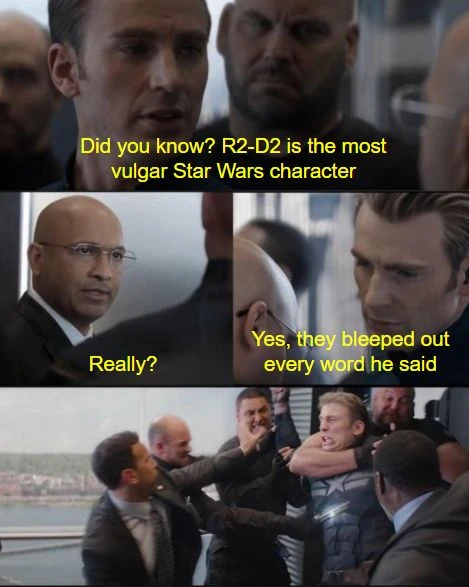 Did you know? R2-D2 is the most
vulgar Star Wars character
Really?
Yes, they bleeped out
every word he said